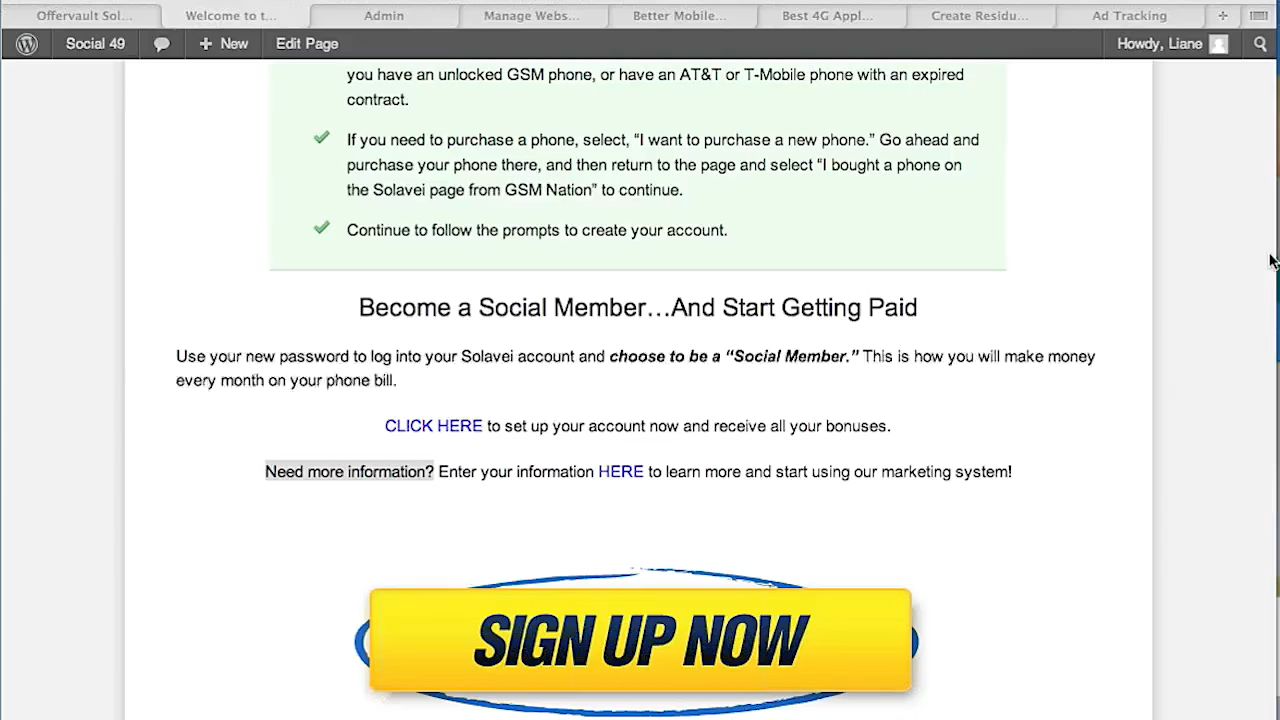 Offervault Sol... Welcome to t... Admin Manage Webs... Better Mobile... Best 4G Appl... Create Residu... Ad Tracking +
Social 49 + New Edit Page Howdy, Liane
you have an unlocked GSM phone, or have an AT&T or T-Mobile phone with an expired
contract.
If you need to purchase a phone, select, “I want to purchase a new phone.” Go ahead and
purchase your phone there, and then return to the page and select “I bought a phone on
the Solavei page from GSM Nation” to continue.
Continue to follow the prompts to create your account.
Become a Social Member…And Start Getting Paid
Use your new password to log into your Solavei account and choose to be a “Social Member.” This is how you will make money
every month on your phone bill.
CLICK HERE to set up your account now and receive all your bonuses.
Need more information? Enter your information HERE to learn more and start using our marketing system!
SIGN UP NOW